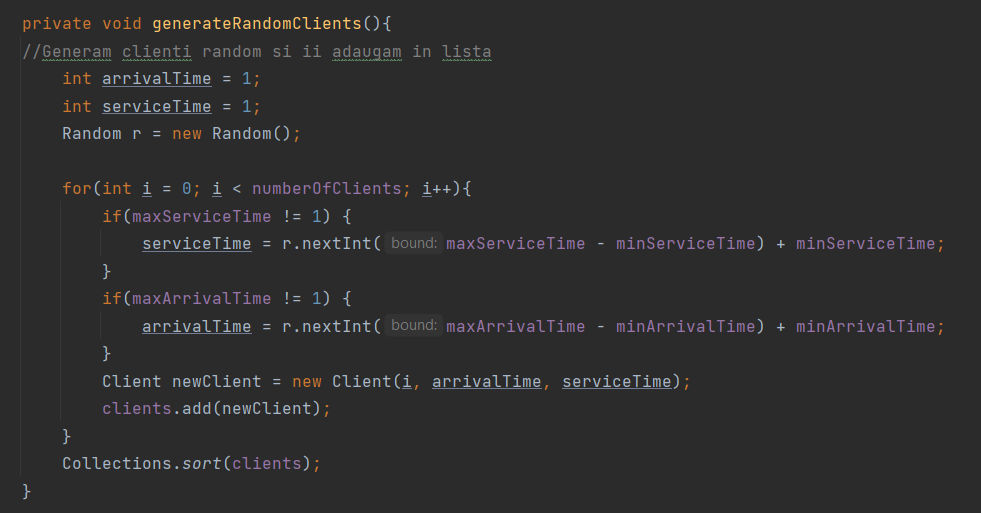 private void generateRandomClients(){
//Generam clienti random si ii adaugam in lista
    int arrivalTime = 1;
    int serviceTime = 1;
    Random r = new Random();

    for(int i = 0; i < numberOfClients; i++){
        if(maxServiceTime != 1) {
            serviceTime = r.nextInt( bound: maxServiceTime - minServiceTime) + minServiceTime;
        }
        if(maxArrivalTime != 1) {
            arrivalTime = r.nextInt( bound: maxArrivalTime - minArrivalTime) + minArrivalTime;
        }
        Client newClient = new Client(i, arrivalTime, serviceTime);
        clients.add(newClient);
    }
    Collections.sort(clients);
}